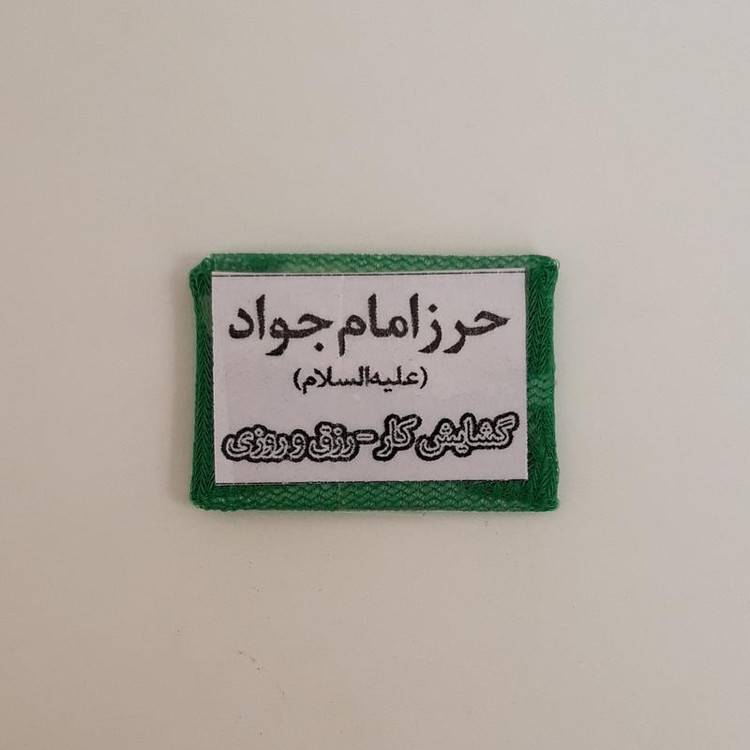 حرز امام جواد
(علیه‌السلام)
گشایش کار - رزق و روزی